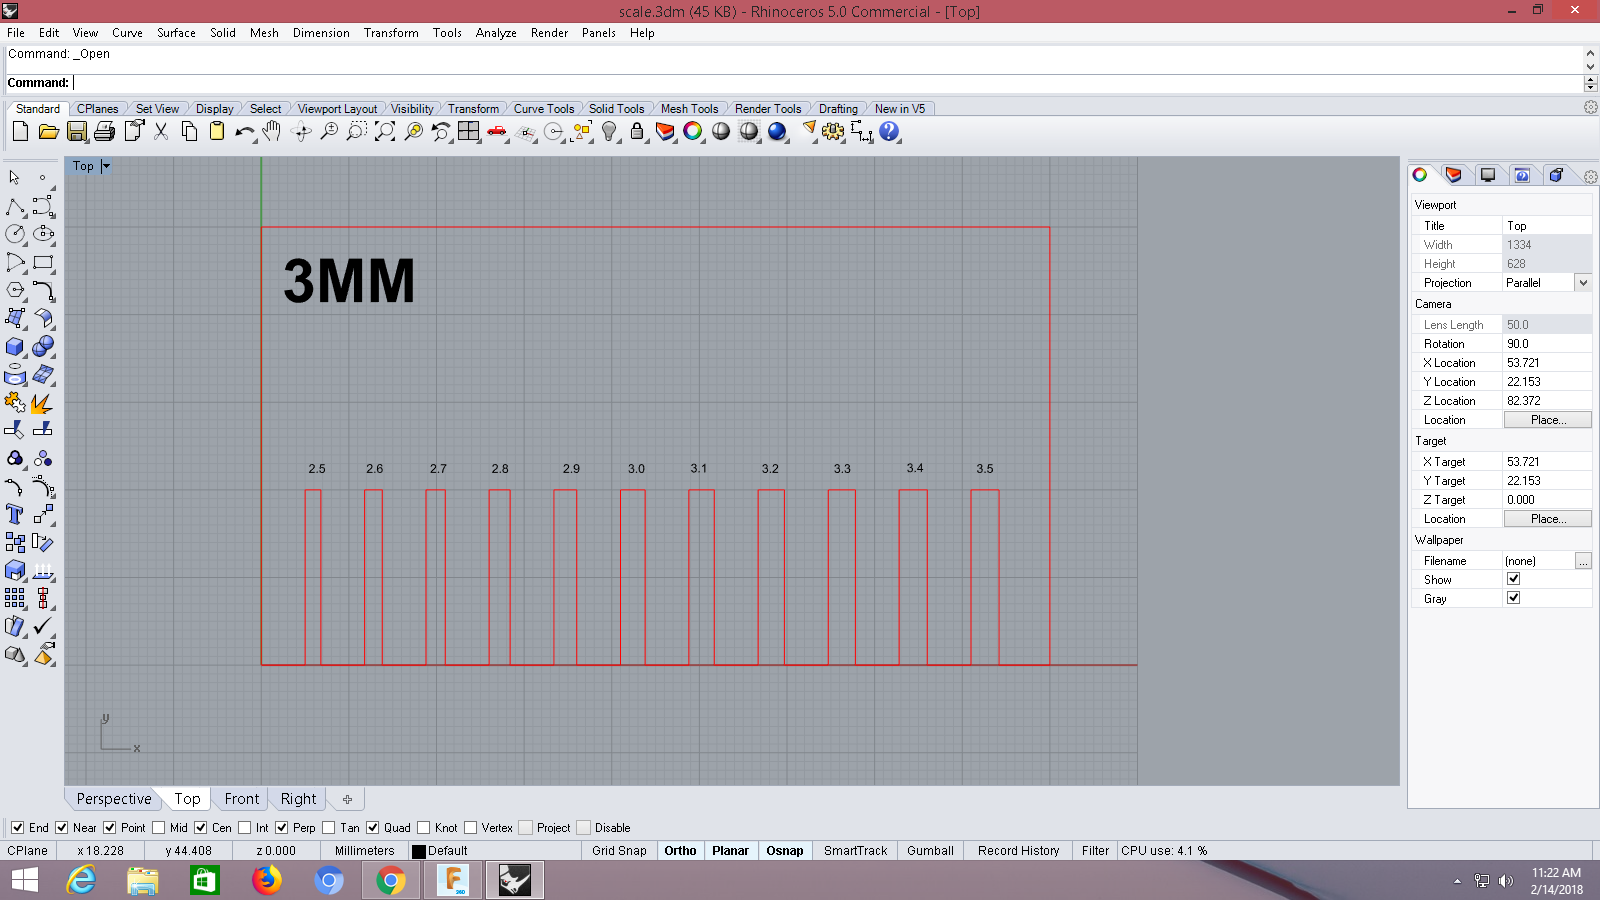 scale.3dm (45 KB) - Rhinoceros 5.0 Commercial - [Top]
File Edit View Curve Surface Solid Mesh Dimension Transform Tools Analyze Render Panels Help
Command: _Open
Command:
Standard CPlanes Set View Display Select Viewport Layout Visibility Transform Curve Tools Solid Tools Mesh Tools Render Tools Drafting New in V5
Top
3MM
2.5 2.6 2.7 2.8 2.9 3.0 3.1 3.2 3.3 3.4 3.5
y
x
Viewport
Title Top
Width 1334
Height 628
Projection Parallel
Camera
Lens Length 50.0
Rotation 90.0
X Location 53.721
Y Location 22.153
Z Location 82.372
Location Place...
Target
X Target 53.721
Y Target 22.153
Z Target 0.000
Location Place...
Wallpaper
Filename (none) ...
Show
Gray
Perspective Top Front Right
End Near Point Mid Cen Int Perp Tan Quad Knot Vertex Project Disable
CPlane x 18.228 y 44.408 z 0.000 Millimeters Default Grid Snap Ortho Planar Osnap SmartTrack Gumball Record History Filter CPU use: 4.1 %
F
360
11:22 AM
2/14/2018